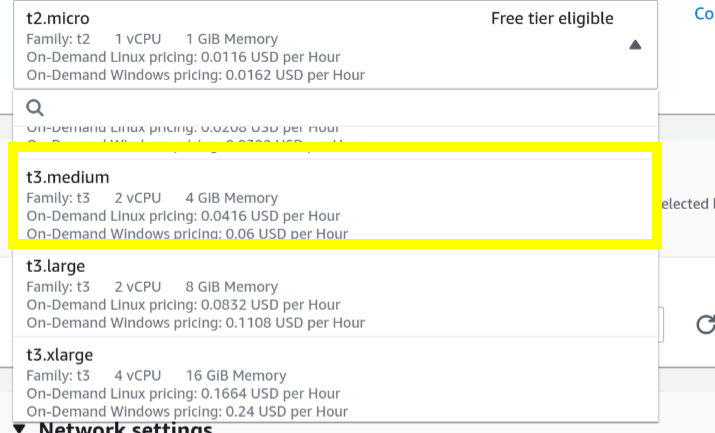 t2.micro Free tier eligible
Co
Family: t2 1 vCPU 1 GiB Memory
On-Demand Linux pricing: 0.0116 USD per Hour
On-Demand Windows pricing: 0.0162 USD per Hour
On-Demand Linux pricing: 0.0208 USD per Hour
t3.medium
Family: t3 2 vCPU 4 GiB Memory
elected
On-Demand Linux pricing: 0.0416 USD per Hour
On-Demand Windows pricing: 0.06 USD per Hour
t3.large
Family: t3 2 vCPU 8 GiB Memory
On-Demand Linux pricing: 0.0832 USD per Hour
On-Demand Windows pricing: 0.1108 USD per Hour
t3.xlarge
Family: t3 4 vCPU 16 GiB Memory
On-Demand Linux pricing: 0.1664 USD per Hour
On-Demand Windows pricing: 0.24 USD per Hour
Network settings